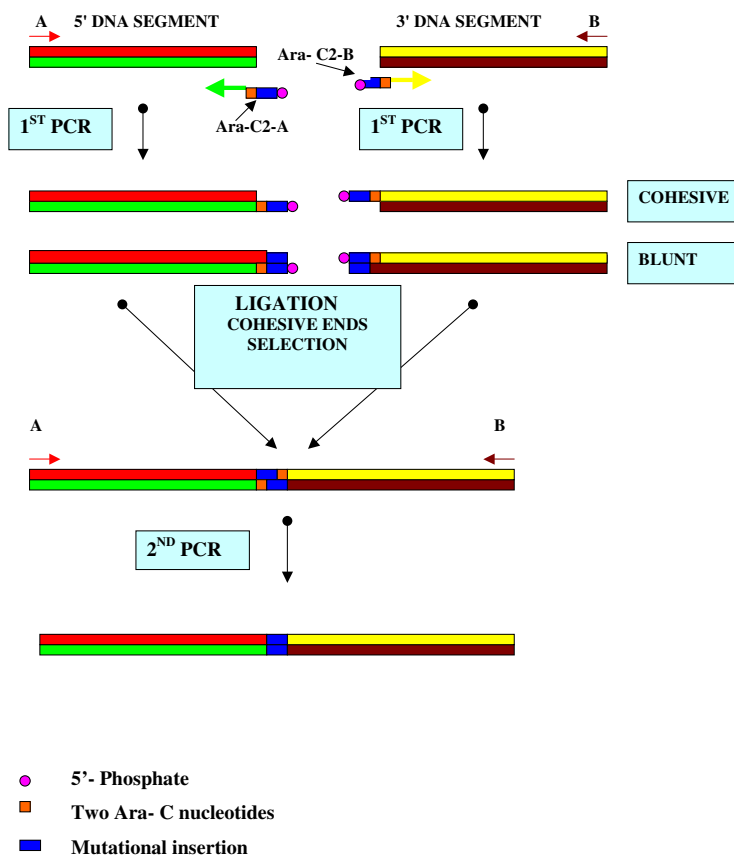 A
5' DNA SEGMENT
3' DNA SEGMENT
B
Ara- C2-B
Ara-C2-A
1ST PCR
1ST PCR
COHESIVE
BLUNT
LIGATION
COHESIVE ENDS
SELECTION
A
B
2ND PCR
5’- Phosphate
Two Ara- C nucleotides
Mutational insertion